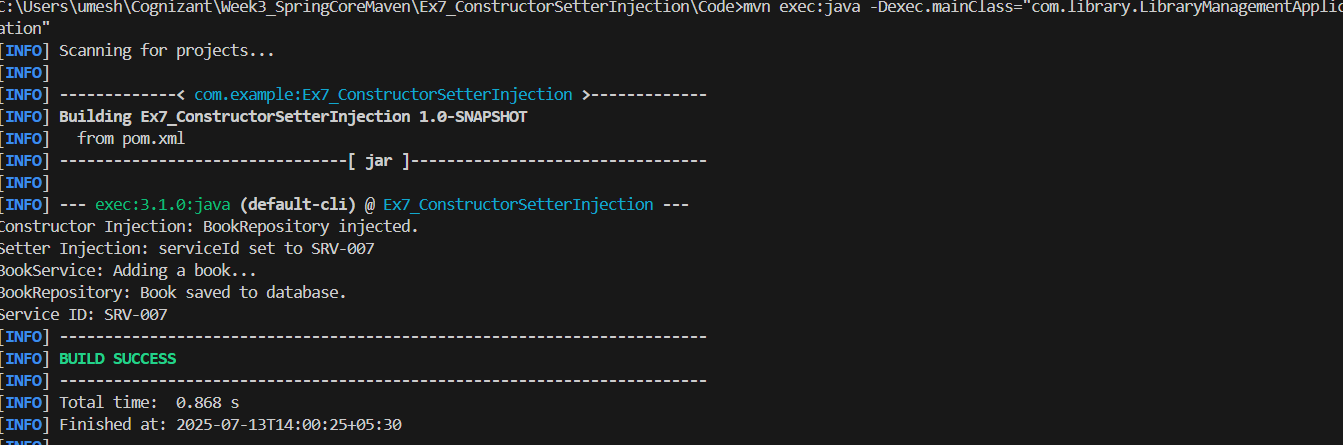 C:\Users\umesh\Cognizant\Week3_SpringCoreMaven\Ex7_ConstructorSetterInjection\Code>mvn exec:java -Dexec.mainClass="com.library.LibraryManagementApplic
ation"
[INFO] Scanning for projects...
[INFO]
[INFO] -------------< com.example:Ex7_ConstructorSetterInjection >-------------
[INFO] Building Ex7_ConstructorSetterInjection 1.0-SNAPSHOT
[INFO]   from pom.xml
[INFO] --------------------------------[ jar ]---------------------------------
[INFO]
[INFO] --- exec:3.1.0:java (default-cli) @ Ex7_ConstructorSetterInjection ---
Constructor Injection: BookRepository injected.
Setter Injection: serviceId set to SRV-007
BookService: Adding a book...
BookRepository: Book saved to database.
Service ID: SRV-007
[INFO] ------------------------------------------------------------------------
[INFO] BUILD SUCCESS
[INFO] ------------------------------------------------------------------------
[INFO] Total time:  0.868 s
[INFO] Finished at: 2025-07-13T14:00:25+05:30
[INFO]